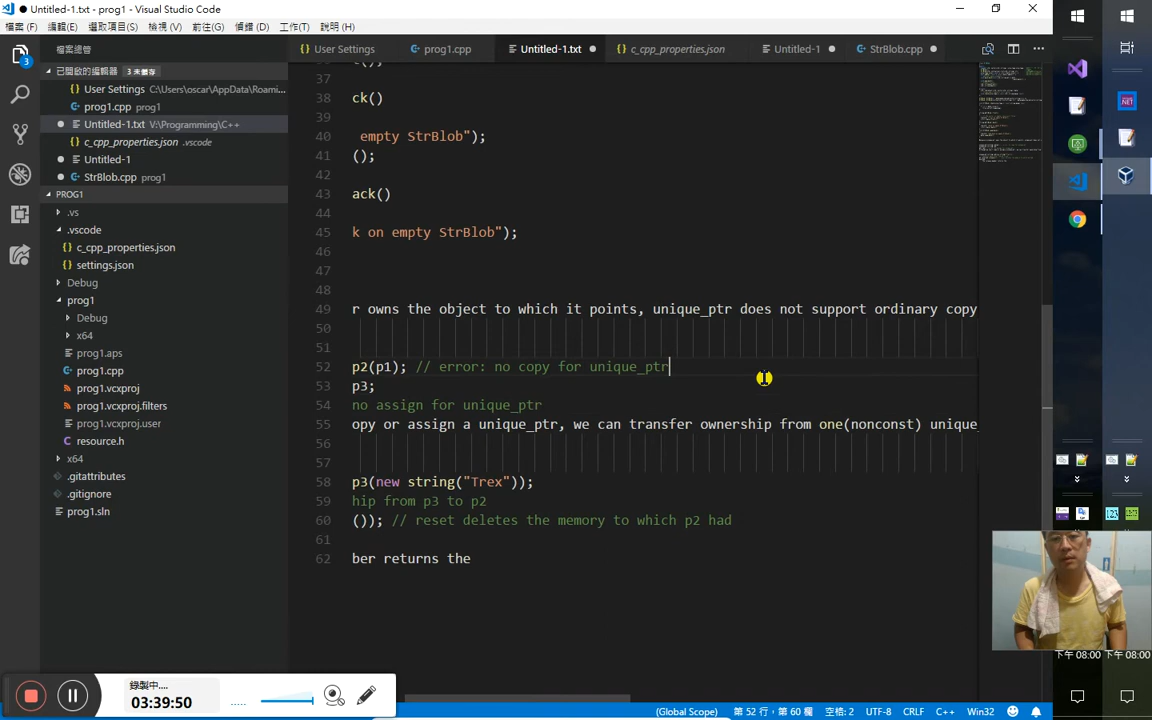 Untitled-1.txt - prog1 - Visual Studio Code
檔案 (F) 編輯(E) 選取項目(S) 檢視 (V) 前往(G) 偵錯 (D) 工作(T) 說明 (H)
檔案總管
User Settings prog1.cpp Untitled-1.txt c_cpp_properties.json Untitled-1 StrBlob.cpp
已開啟的編輯器 3 未儲存
User Settings C:\Users\oscar\AppData\Roami...
prog1.cpp prog1
Untitled-1.txt V:\Programming\C++
c_cpp_properties.json .vscode
Untitled-1
StrBlob.cpp prog1
PROG1
.vs
.vscode
c_cpp_properties.json
settings.json
Debug
prog1
Debug
x64
prog1.aps
prog1.cpp
prog1.vcxproj
prog1.vcxproj.filters
prog1.vcxproj.user
resource.h
x64
.gitattributes
.gitignore
prog1.sln
3
37
38 ck()
39
40 empty StrBlob");
41 ();
42
43 ack()
44
45 k on empty StrBlob");
46
47
48
49 r owns the object to which it points, unique_ptr does not support ordinary copy
50
51
52 p2(p1); // error: no copy for unique_ptr
53 p3;
54 no assign for unique_ptr
55 opy or assign a unique_ptr, we can transfer ownership from one(nonconst) unique_
56
57
58 p3(new string("Trex"));
59 hip from p3 to p2
60 ()); // reset deletes the memory to which p2 had
61
62 ber returns the
NET
123
下午 08:00 下午 08:00
錄製中....
03:39:50
(Global Scope) 第 52 行，第 60 欄 空格: 2 UTF-8 CRLF C++ Win32